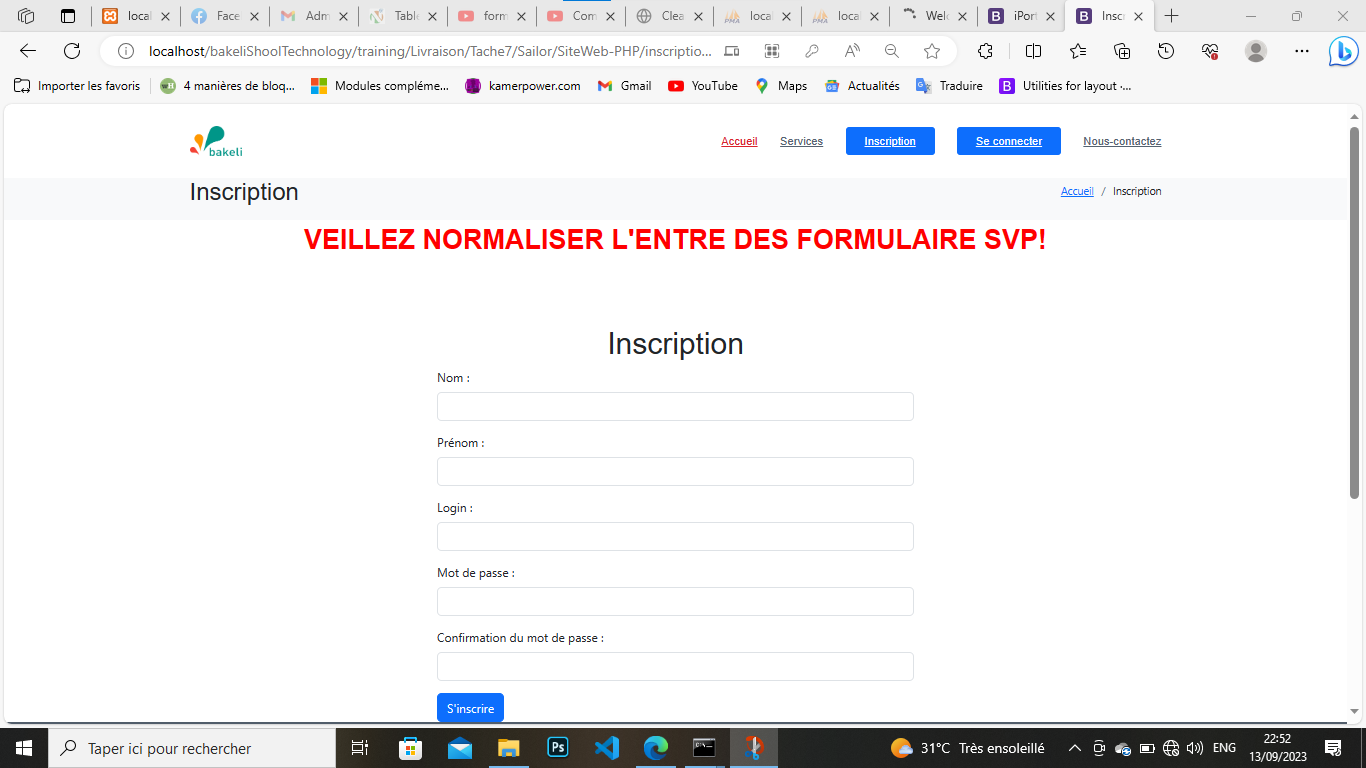 local
Face
Adm
Table
form
Com
Clea
local
local
Welc
iPort
Inscr
localhost/bakeliShoolTechnology/training/Livraison/Tache7/Sailor/SiteWeb-PHP/inscriptio...
Importer les favoris
4 manières de bloq...
Modules compléme...
kamerpower.com
Gmail
YouTube
Maps
Actualités
Traduire
Utilities for layout ·...
bakeli
Accueil
Services
Inscription
Se connecter
Nous-contactez
Inscription
Accueil / Inscription
VEILLEZ NORMALISER L'ENTRE DES FORMULAIRE SVP!
Inscription
Nom :
Prénom :
Login :
Mot de passe :
Confirmation du mot de passe :
S'inscrire
Taper ici pour rechercher
31°C Très ensoleillé
ENG
22:52
13/09/2023